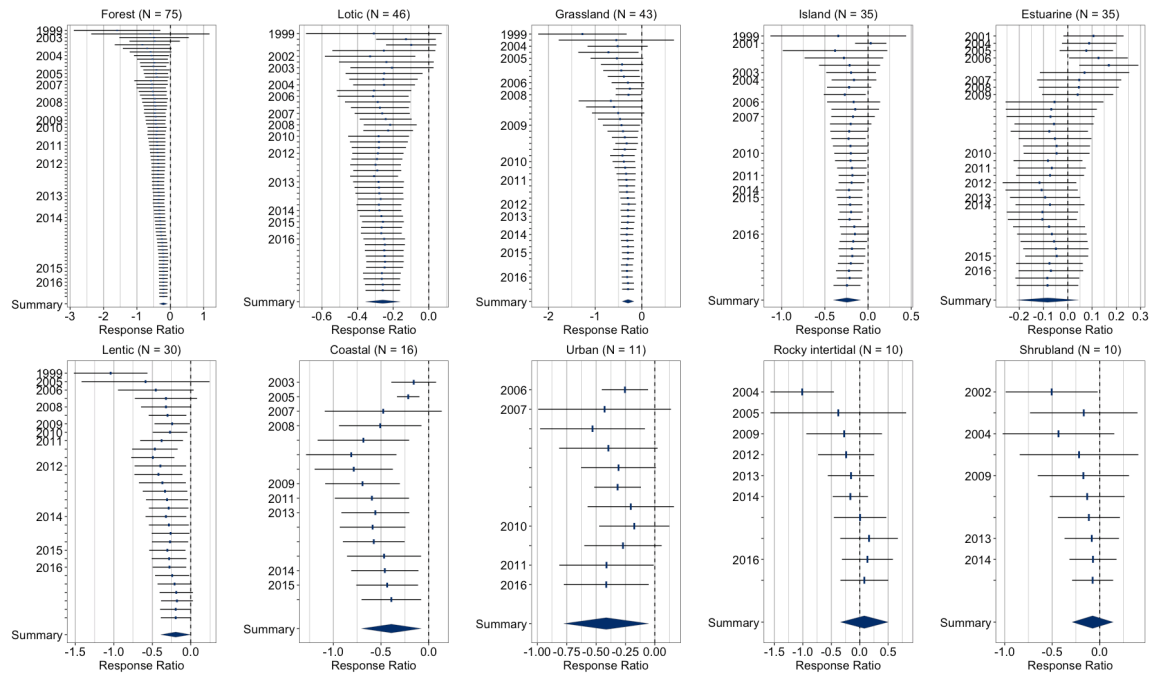 Forest (N = 75)
1999
2003
2004
2005
2007
2008
2009
2010
2011
2012
2013
2014
2015
2016
Summary
-3 -2 -1 0 1
Response Ratio
Lotic (N = 46)
1999
2002
2003
2004
2006
2007
2008
2010
2012
2013
2014
2015
2016
Summary
-0.6 -0.4 -0.2 0.0
Response Ratio
Grassland (N = 43)
1999
2004
2005
2006
2008
2009
2010
2011
2012
2013
2014
2015
2016
Summary
-2 -1 0
Response Ratio
Island (N = 35)
1999
2001
2003
2004
2006
2007
2010
2014
2015
2016
Summary
-1.0 -0.5 0.0 0.5
Response Ratio
Estuarine (N = 35)
2001
2004
2005
2006
2007
2008
2009
2006
2007
2010
2011
2012
2009
2014
2015
2016
Summary
-0.2 -0.1 0.0 0.1 0.2 0.3
Response Ratio
Lentic (N = 30)
1999
2005
2006
2008
2009
2010
2011
2012
2014
2015
2016
Summary
-1.5 -1.0 -0.5 0.0
Response Ratio
Coastal (N = 16)
2003
2005
2007
2008
2009
2011
2013
2014
2015
Summary
-1.0 -0.5 0.0
Response Ratio
Urban (N = 11)
2006
2007
2010
2011
2016
Summary
-1.00 -0.75 -0.50 -0.25 0.00
Response Ratio
Rocky intertidal (N = 10)
2004
2005
2009
2012
2013
2014
2016
Summary
-1.5 -1.0 -0.5 0.0 0.5
Response Ratio
Shrubland (N = 10)
2002
2004
2009
2013
2014
Summary
-1.0 -0.5 0.0
Response Ratio